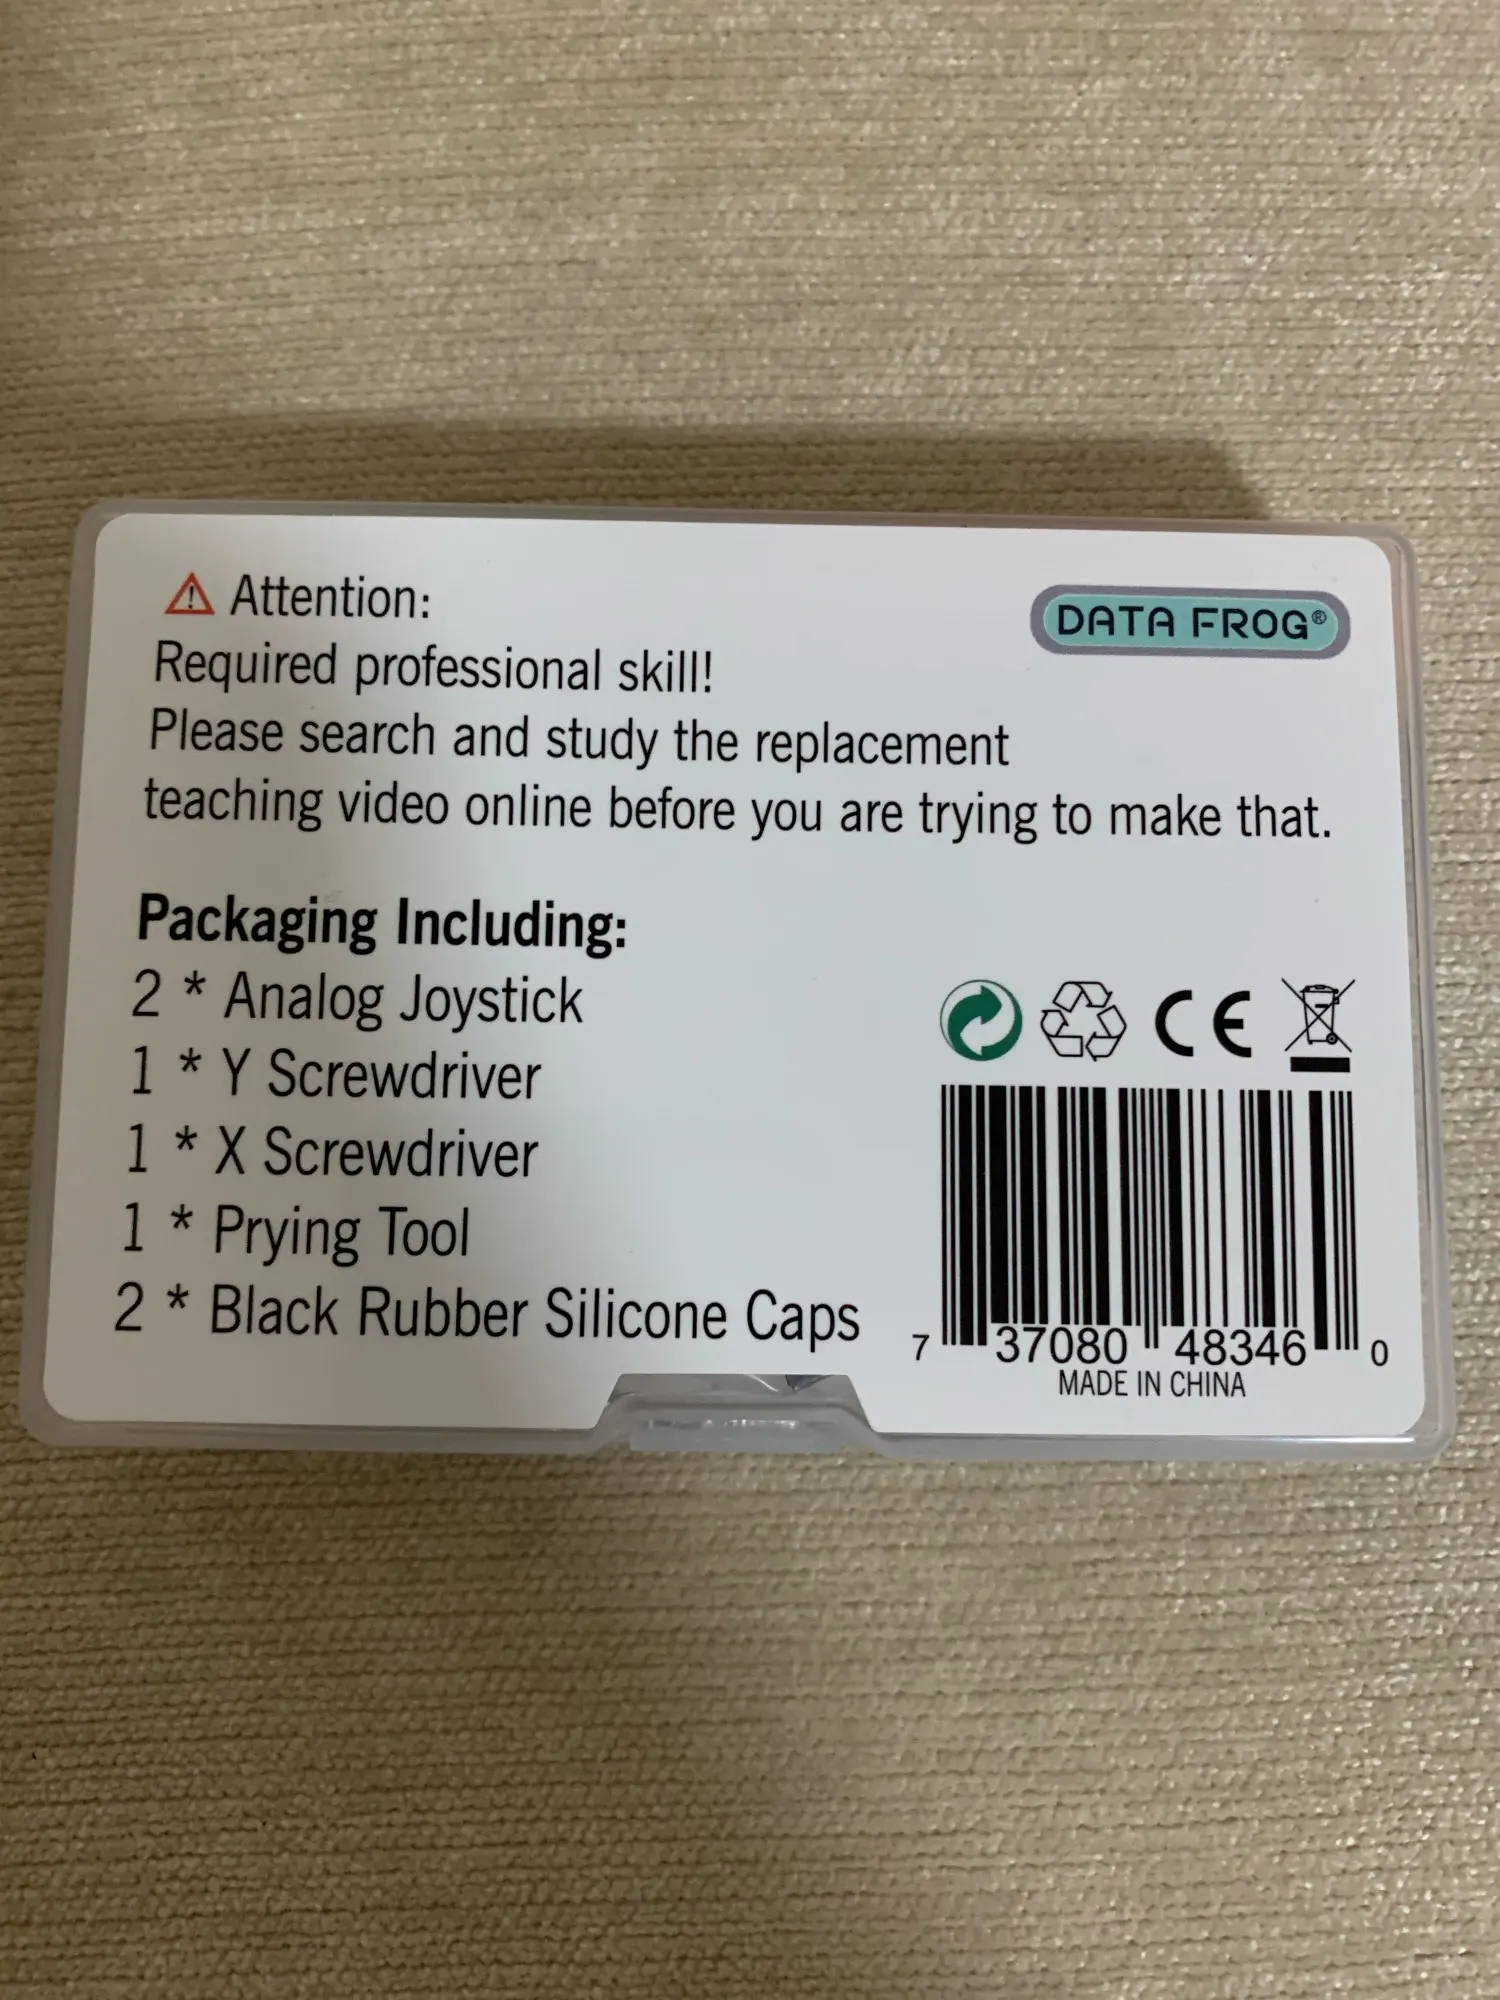 Attention:
DATA FROG®
Required professional skill!
Please search and study the replacement
teaching video online before you are trying to make that.
Packaging Including:
2 * Analog Joystick
1 * Y Screwdriver
1 * X Screwdriver
1 * Prying Tool
2 * Black Rubber Silicone Caps
CE
7 37080 48346 0
MADE IN CHINA